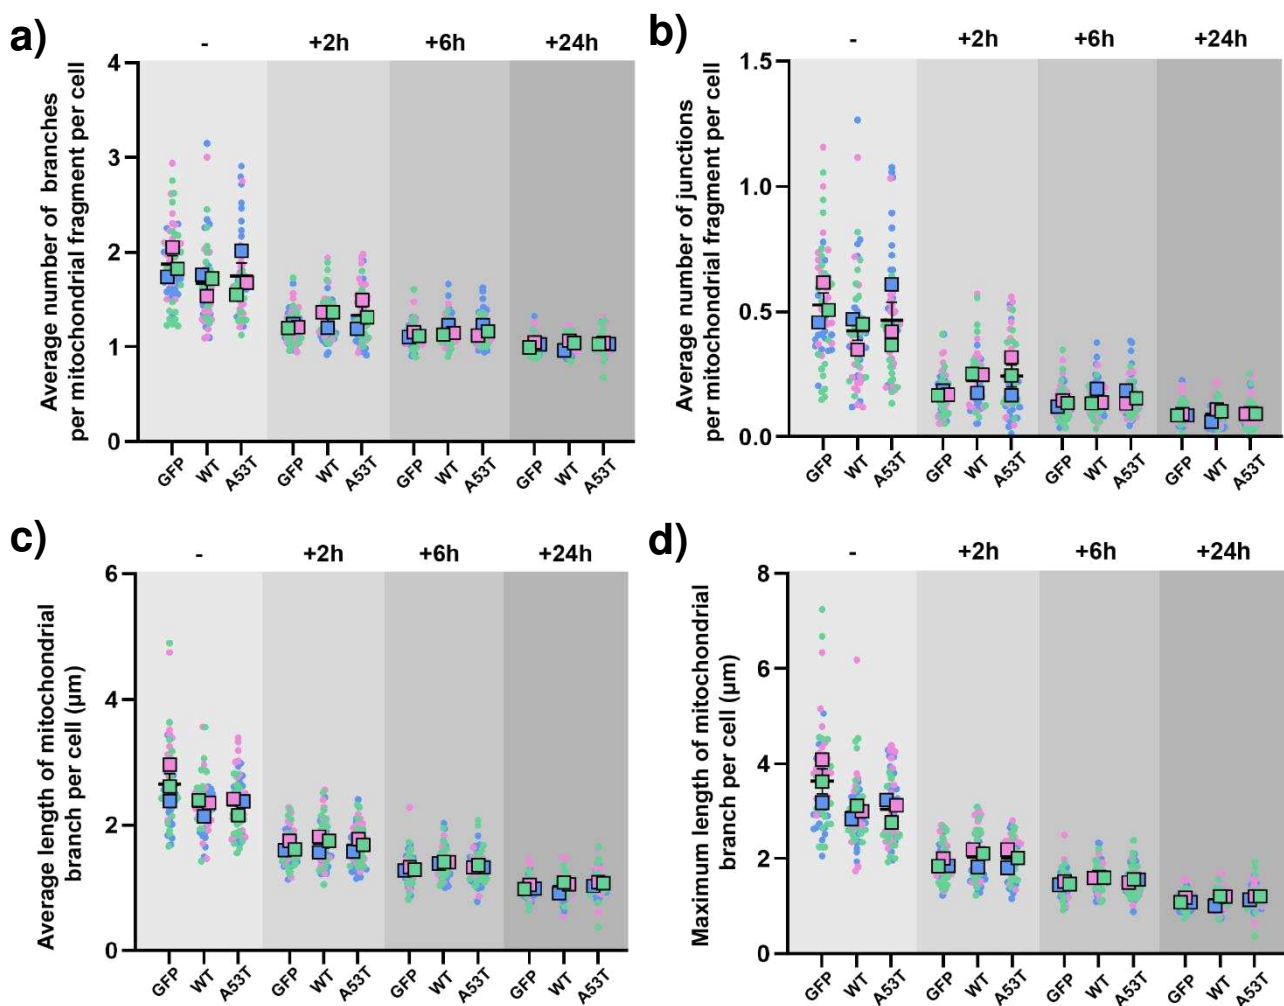 a)
- +2h +6h +24h
Average number of branches
per mitochondrial fragment per cell
4
3
2
1
0
GFP WT A53T GFP WT A53T GFP WT A53T GFP WT A53T
b)
- +2h +6h +24h
Average number of junctions
per mitochondrial fragment per cell
1.5
1.0
0.5
0.0
GFP WT A53T GFP WT A53T GFP WT A53T GFP WT A53T
c)
- +2h +6h +24h
Average length of mitochondrial
branch per cell (µm)
6
4
2
0
GFP WT A53T GFP WT A53T GFP WT A53T GFP WT A53T
d)
- +2h +6h +24h
Maximum length of mitochondrial
branch per cell (µm)
8
6
4
2
0
GFP WT A53T GFP WT A53T GFP WT A53T GFP WT A53T